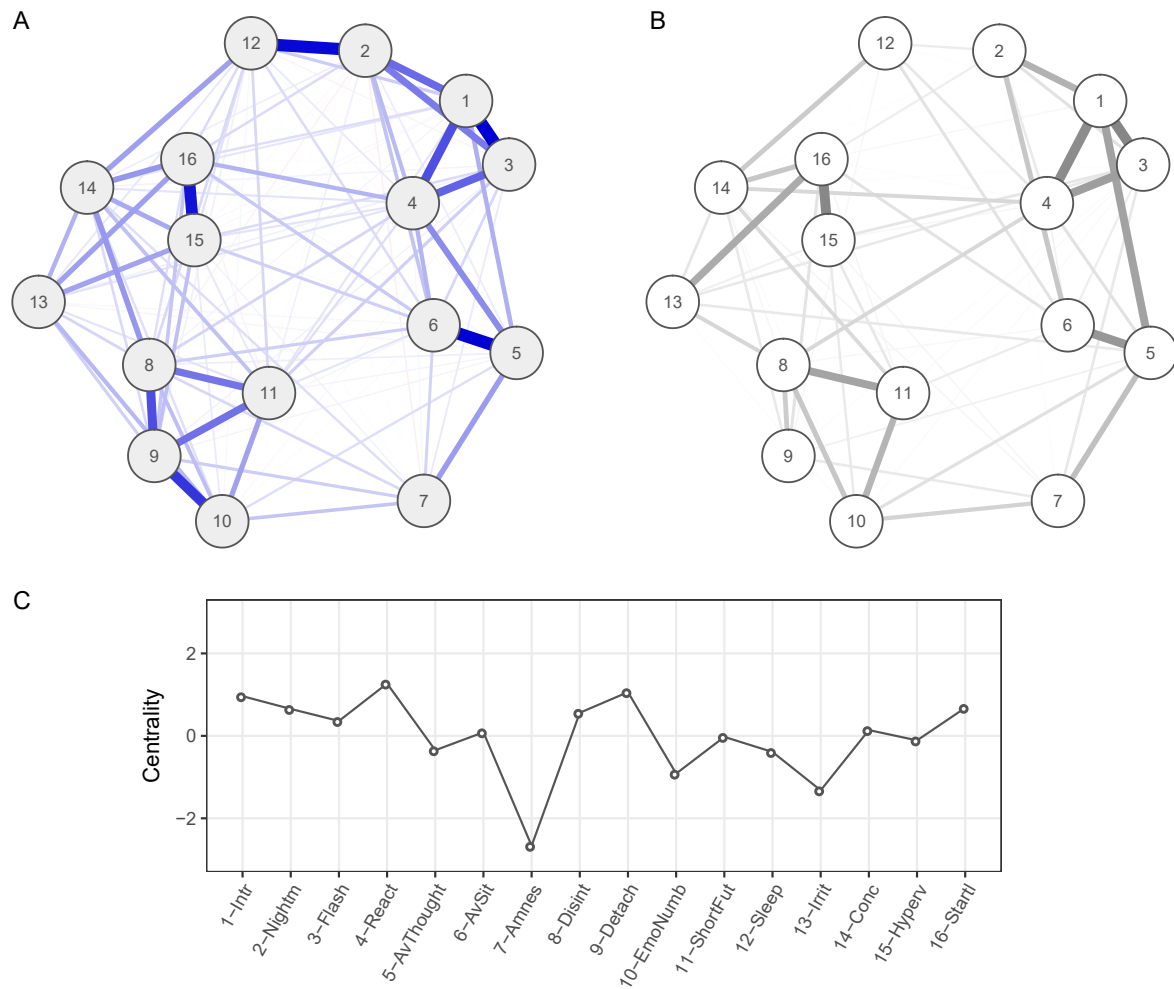 A
B
12
2
1
3
16
14
4
15
13
6
5
8
11
9
7
10
12
2
1
3
16
14
4
15
13
6
5
8
11
9
7
10
C
Centrality
2
0
−2
1−Intr
2−Nightm
3−Flash
4−React
5−AvThought
6−AvSit
7−Amnes
8−Disint
9−Detach
10−EmoNumb
11−ShortFut
12−Sleep
13−Irrit
14−Conc
15−Hyperv
16−Startl